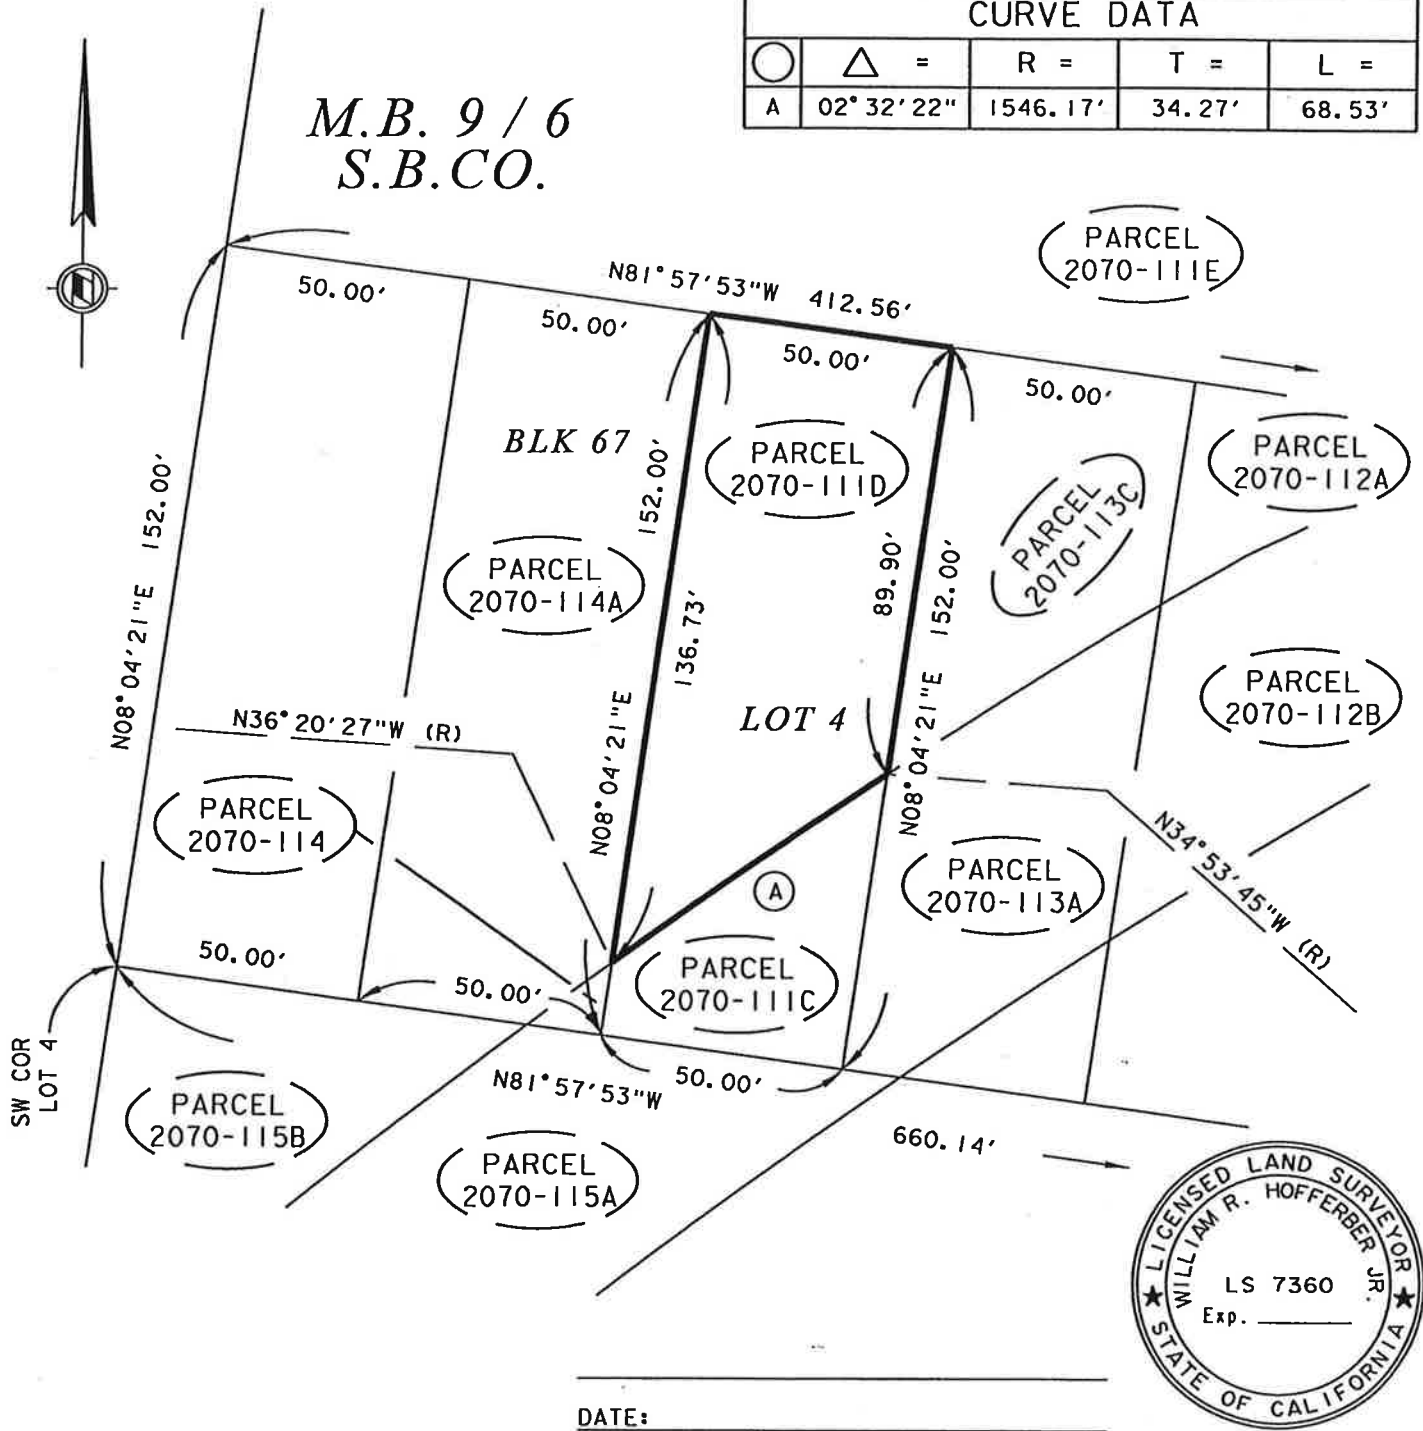 CURVE DATA
△ = R = T = L =
A 02°32'22" 1546.17' 34.27' 68.53'
M.B. 9 / 6
S.B.CO.
PARCEL
2070-111E
N81°57'53"W 412.56'
50.00'
50.00'
50.00'
50.00'
BLK 67
PARCEL
2070-111D
PARCEL
2070-112A
PARCEL
2070-113C
N08°04'21"E 152.00'
152.00'
PARCEL
2070-114A
136.73'
89.90'
152.00'
N08°04'21"E
N08°04'21"E
LOT 4
PARCEL
2070-112B
N36°20'27"W (R)
PARCEL
2070-114
A
PARCEL
2070-113A
N34°53'45"W (R)
50.00'
50.00'
PARCEL
2070-111C
SW COR
LOT 4
N81°57'53"W
50.00'
PARCEL
2070-115B
660.14'
PARCEL
2070-115A
LICENSED LAND SURVEYOR
WILLIAM R. HOFFERBER JR.
LS 7360
Exp.
STATE OF CALIFORNIA
DATE: